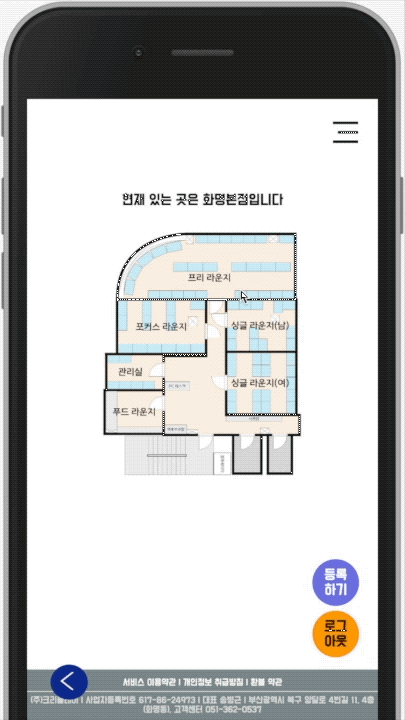 현재 있는 곳은 화명본점입니다
프리 라운지
포커스 라운지
싱글 라운지(남)
관리실
싱글 라운지(여)
푸드 라운지
등록
하기
로그
아웃
서비스 이용약관 | 개인정보 취급방침 | 환불 약관
사업자등록번호 617-86-24973 | 대표 송병근 | 부산광역시 북구 양달로 4번길 11, 4층
(화명동), 고객센터 051-362-0537